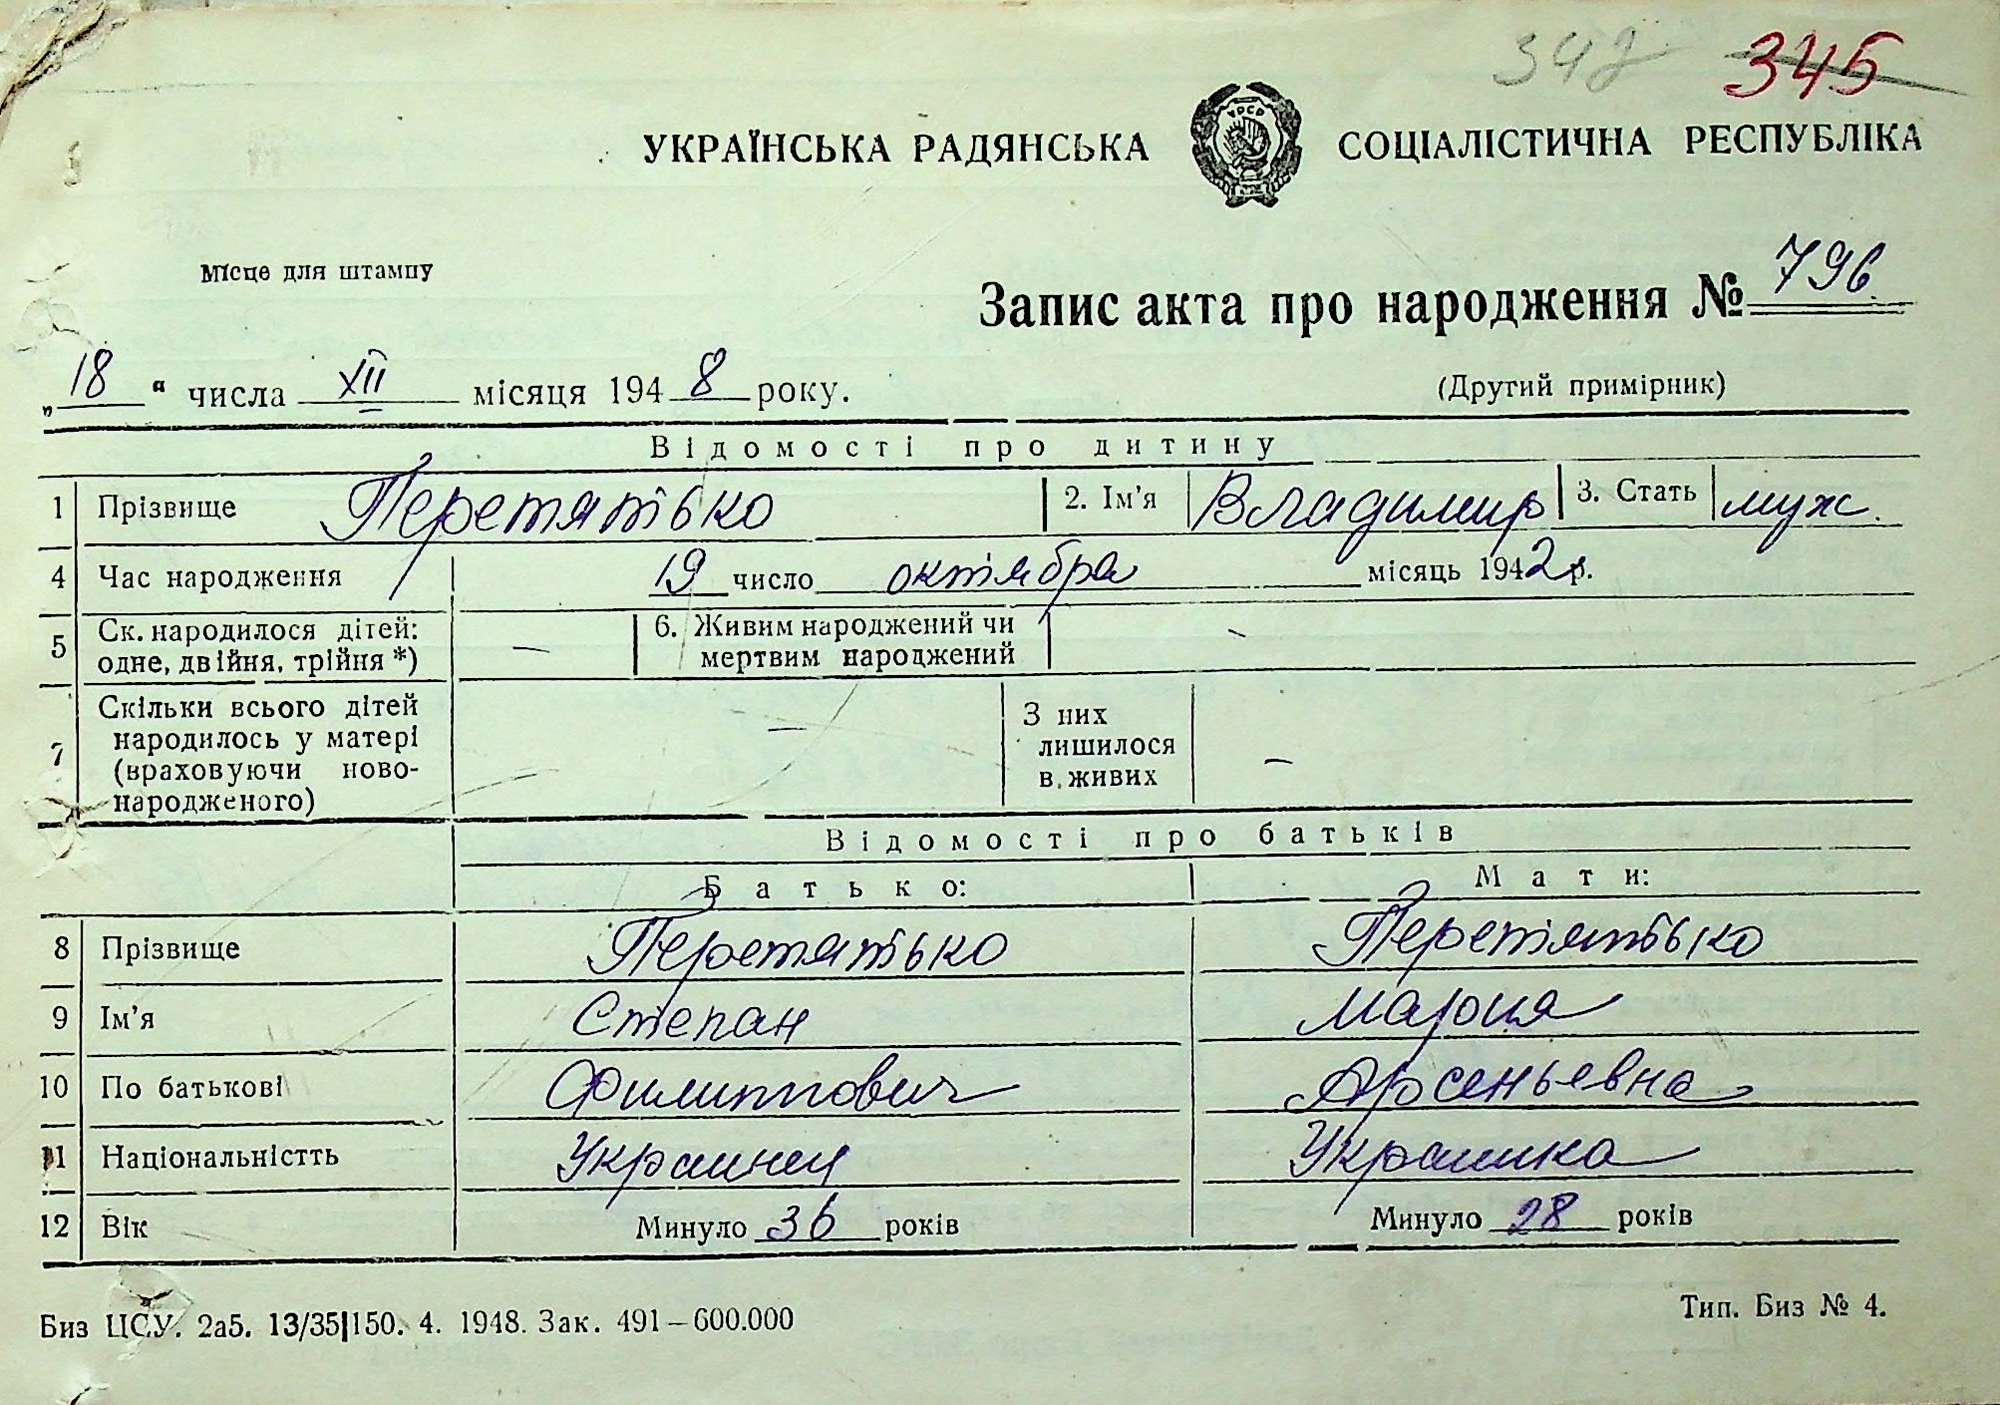 342 345
УКРАЇНСЬКА РАДЯНСЬКА СОЦІАЛІСТИЧНА РЕСПУБЛІКА
УРСР
Місце для штампу
Запис акта про народження № 796
„18“ числа XII місяця 1948 року.
(Другий примірник)
Відомості про дитину
1 Прізвище Перетятько 2. Ім'я Владимир 3. Стать муж.
4 Час народження 19 число октября місяць 1942 р.
5 Ск. народилося дітей: — 6. Живим народжений чи —
одне, двійня, трійня *) мертвим народжений
7 Скільки всього дітей — З них —
народилось у матері лишилося
(враховуючи ново- в живих
народженого)
Відомості про батьків
Батько: Мати:
8 Прізвище Перетятько Перетятько
9 Ім'я Степан Мария
10 По батькові Филиппович Арсеньевна
11 Національністть Украинец Украинка
12 Вік Минуло 36 років Минуло 28 років
Биз ЦСУ. 2а5. 13/35|150. 4. 1948. Зак. 491–600.000 Тип. Биз № 4.